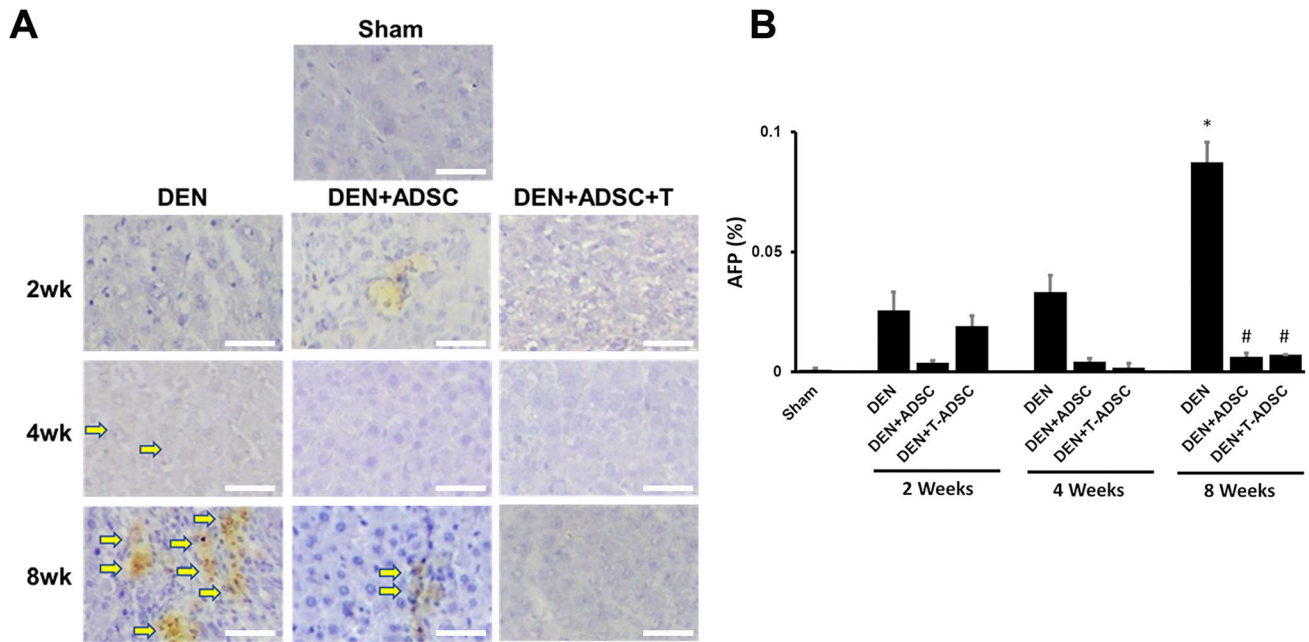 A
Sham
DEN
DEN+ADSC
DEN+ADSC+T
2wk
4wk
8wk
B
AFP (%)
0.1
0.05
0
*
#
#
Sham
DEN
DEN+ADSC
DEN+T-ADSC
DEN
DEN+ADSC
DEN+T-ADSC
DEN
DEN+ADSC
DEN+T-ADSC
2 Weeks
4 Weeks
8 Weeks